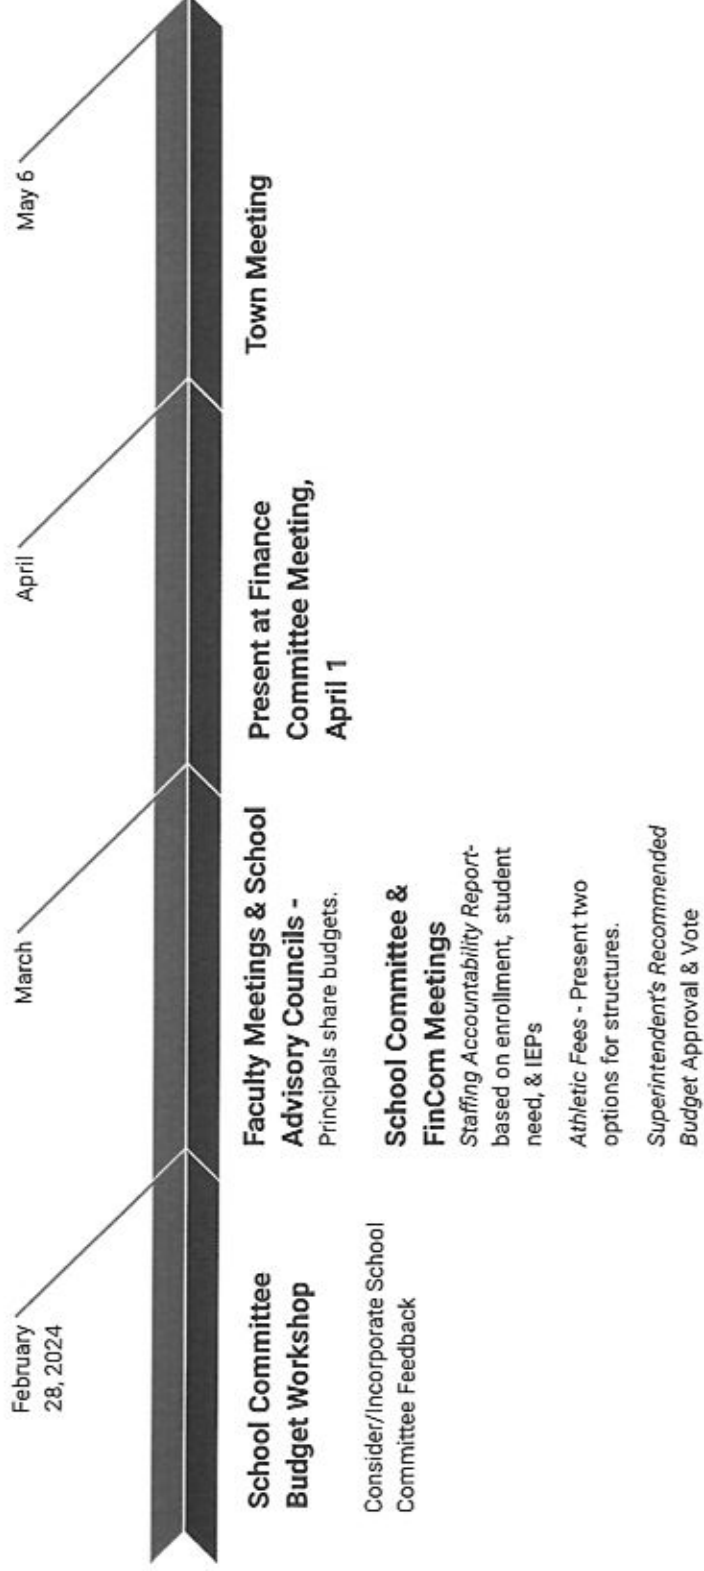 February
28, 2024
School Committee
Budget Workshop
Consider/Incorporate School
Committee Feedback
March
Faculty Meetings & School
Advisory Councils -
Principals share budgets.
School Committee &
FinCom Meetings
Staffing Accountability Report-
based on enrollment, student
need, & IEPs
Athletic Fees - Present two
options for structures.
Superintendent's Recommended
Budget Approval & Vote
April
Present at Finance
Committee Meeting,
April 1
May 6
Town Meeting